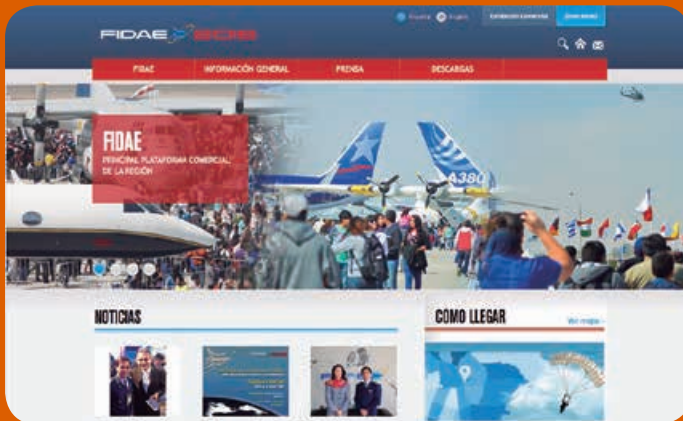 FIDAE
Español
English
FIDAE
INFORMACIÓN GENERAL
PRENSA
DESCARGAS
FIDAE
PRINCIPAL PLATAFORMA COMERCIAL
DE LA REGIÓN
A380
NOTICIAS
COMO LLEGAR
Ver mapa